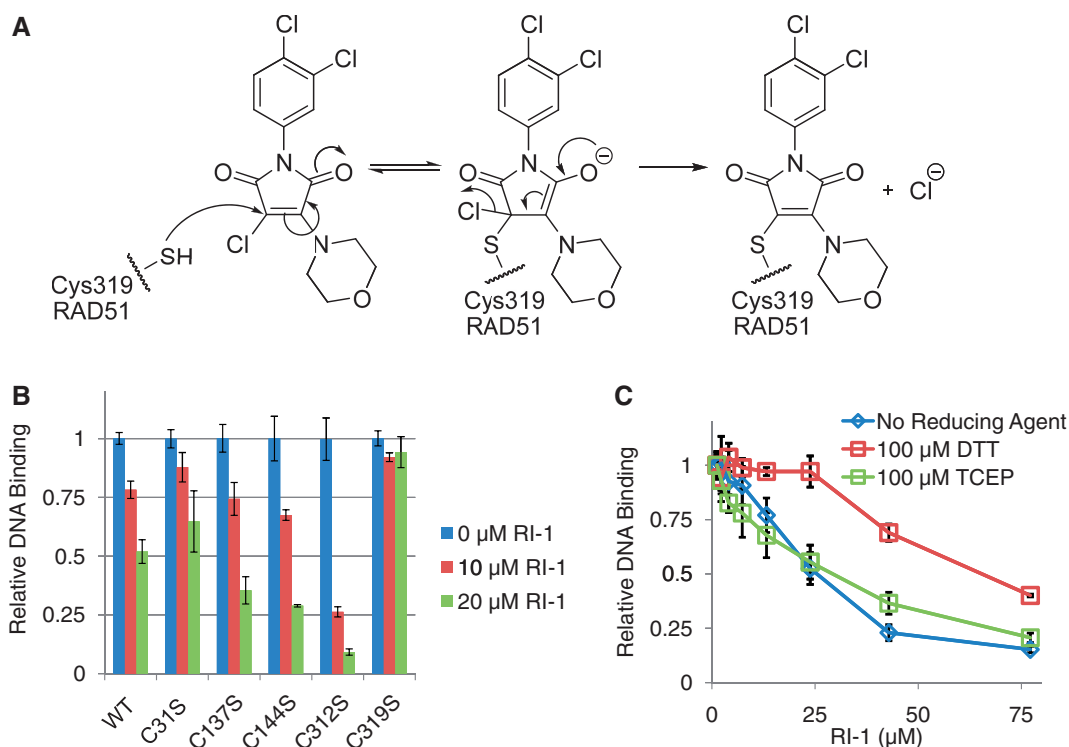 A
Cl
Cl
N
O
O
Cl
N
O
SH
Cys319
RAD51
Cl
Cl
N
O
O
−
Cl
S
N
O
Cys319
RAD51
Cl
Cl
N
O
O
+ Cl−
S
N
O
Cys319
RAD51
B
Relative DNA Binding
1
0.75
0.5
0.25
0
WT
C31S
C137S
C144S
C312S
C319S
0 µM RI-1
10 µM RI-1
20 µM RI-1
C
No Reducing Agent
100 µM DTT
100 µM TCEP
Relative DNA Binding
1
0.75
0.5
0.25
0
0
25
50
75
RI-1 (µM)